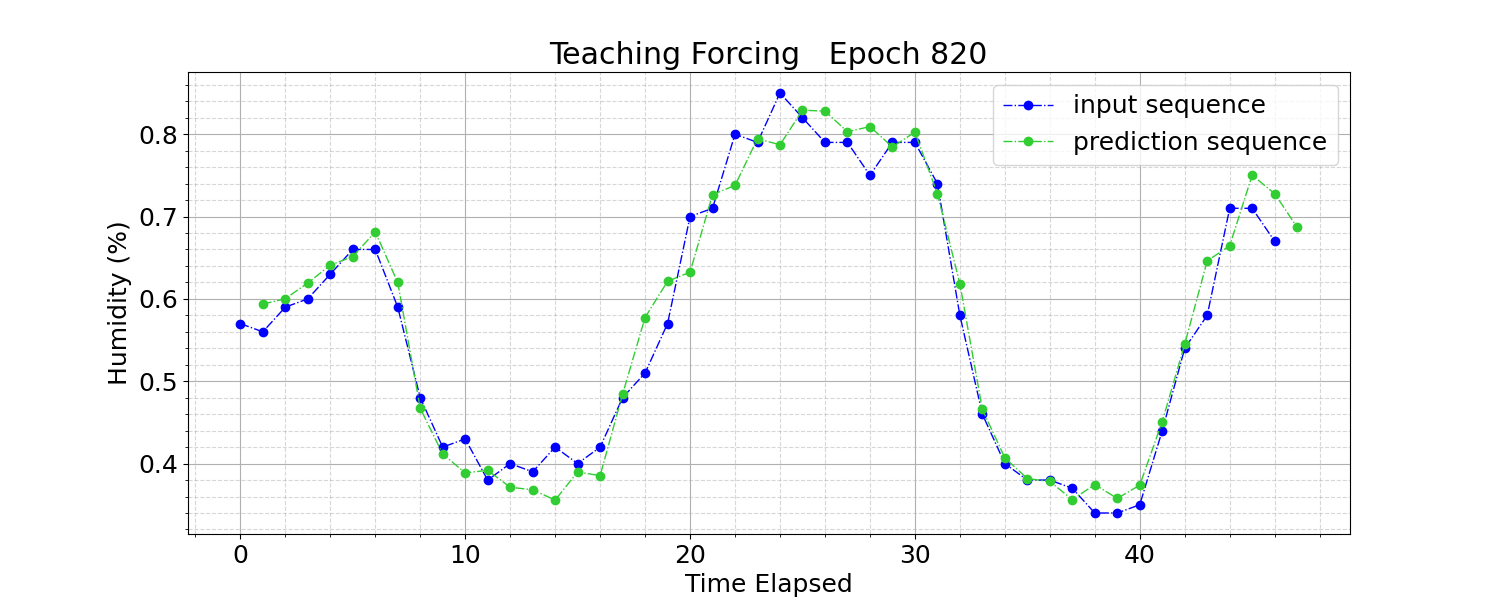 Teaching Forcing   Epoch 820
input sequence
prediction sequence
Humidity (%)
0.8
0.7
0.6
0.5
0.4
0 10 20 30 40
Time Elapsed